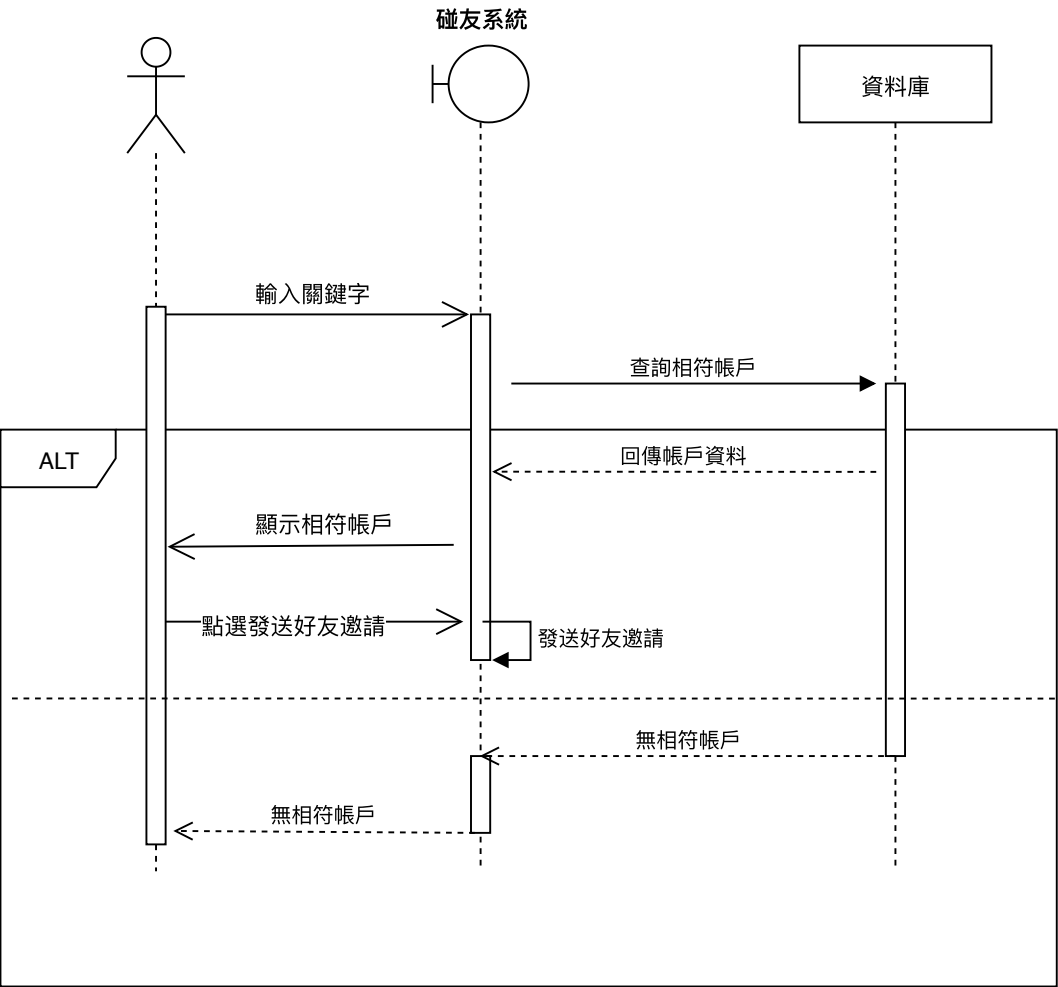 碰友系統
資料庫
輸入關鍵字
查詢相符帳戶
ALT
回傳帳戶資料
顯示相符帳戶
點選發送好友邀請
發送好友邀請
無相符帳戶
無相符帳戶